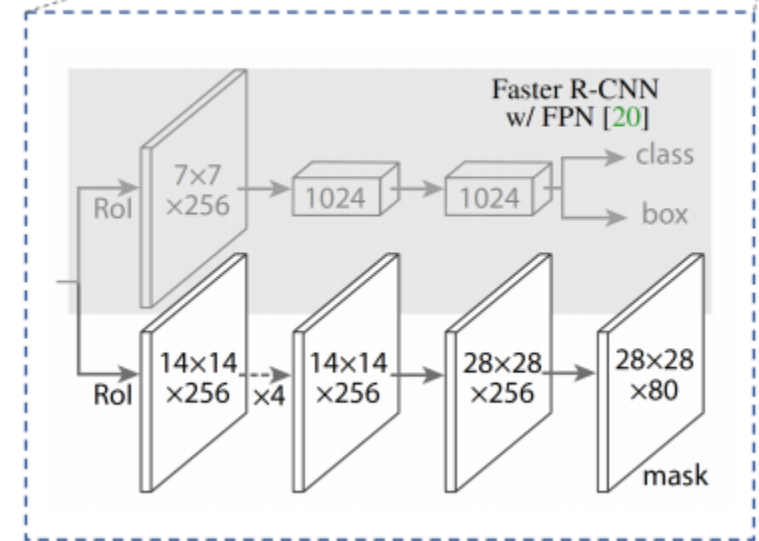 Faster R-CNN
w/ FPN [20]
RoI
7×7
×256
1024
1024
class
box
RoI
14×14
×256
×4
14×14
×256
28×28
×256
28×28
×80
mask